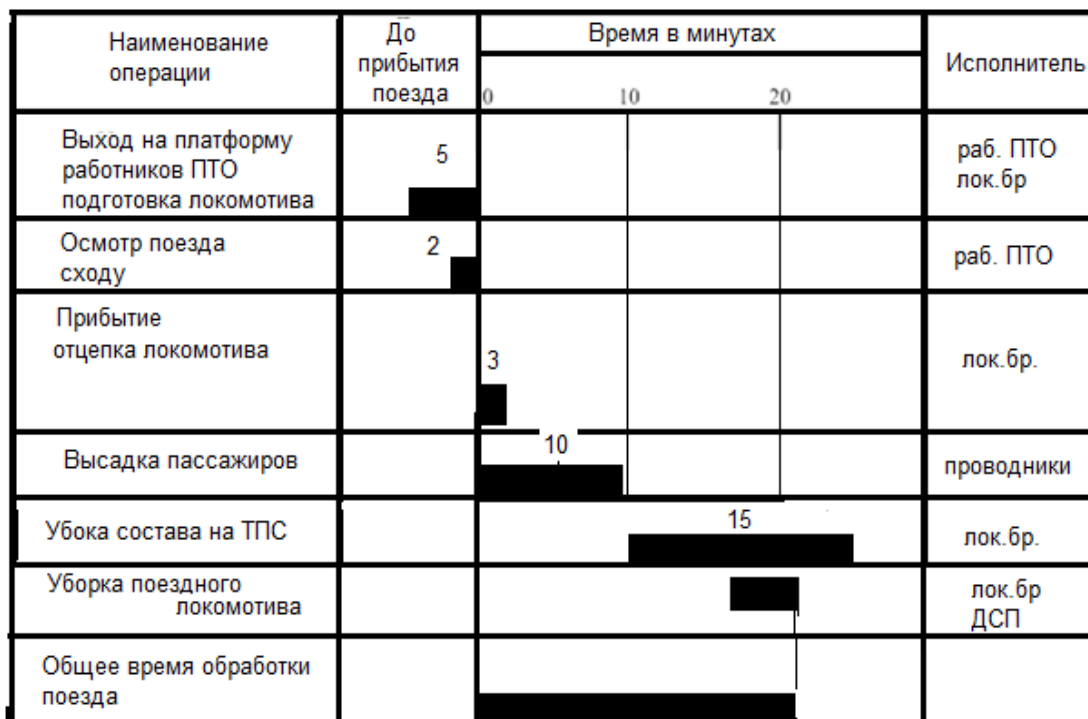 Наименование
операции
До
прибытия
поезда
Время в минутах
0 10 20
Исполнитель
Выход на платформу
работников ПТО
подготовка локомотива
5
раб. ПТО
лок.бр
Осмотр поезда
сходу
2
раб. ПТО
Прибытие
отцепка локомотива
3
лок.бр.
Высадка пассажиров
10
проводники
Убока состава на ТПС
15
лок.бр.
Уборка поездного
локомотива
лок.бр
ДСП
Общее время обработки
поезда